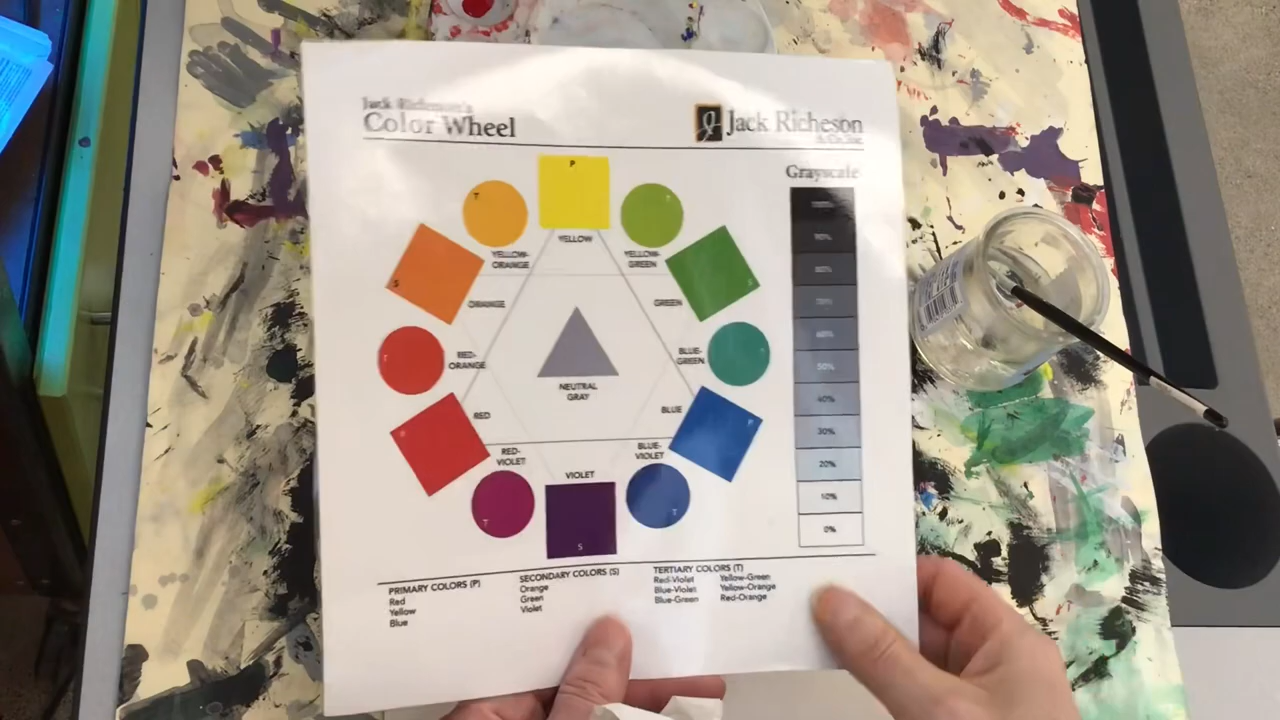 Jack Richeson's
Color Wheel
Jack Richeson
& Co., Inc.
Grayscale
P
YELLOW
T
YELLOW-
ORANGE
T
YELLOW-
GREEN
S
ORANGE
S
GREEN
T
RED-
ORANGE
T
BLUE-
GREEN
NEUTRAL
GRAY
P
RED
P
BLUE
RED-
VIOLET
T
VIOLET
S
BLUE-
VIOLET
T
100%
90%
80%
70%
60%
50%
40%
30%
20%
10%
0%
PRIMARY COLORS (P)
Red
Yellow
Blue
SECONDARY COLORS (S)
Orange
Green
Violet
TERTIARY COLORS (T)
Red-Violet Yellow-Green
Blue-Violet Yellow-Orange
Blue-Green Red-Orange